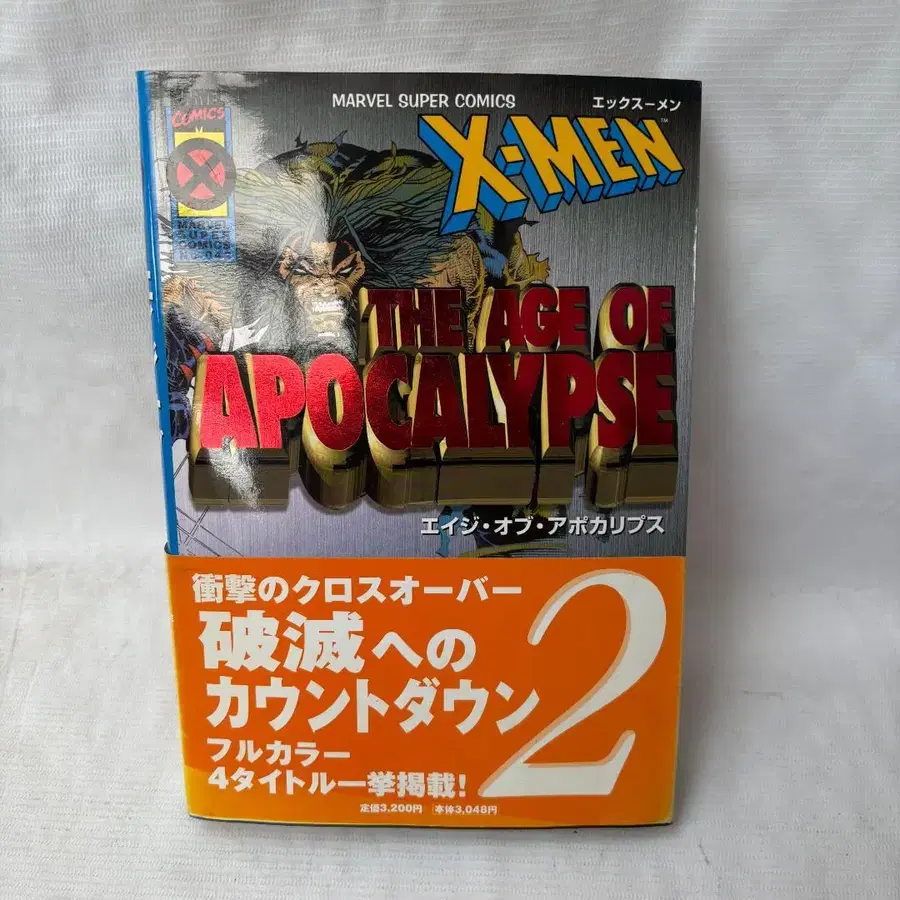 MARVEL SUPER COMICS
エックスーメン
X-MEN
COMICS
MARVEL
SUPER
COMICS
THE AGE OF
APOCALYPSE
エイジ・オブ・アポカリプス
衝撃のクロスオーバー
破滅への
カウントダウン
2
フルカラー
4タイトル一挙掲載!
定価3,200円 本体3,048円